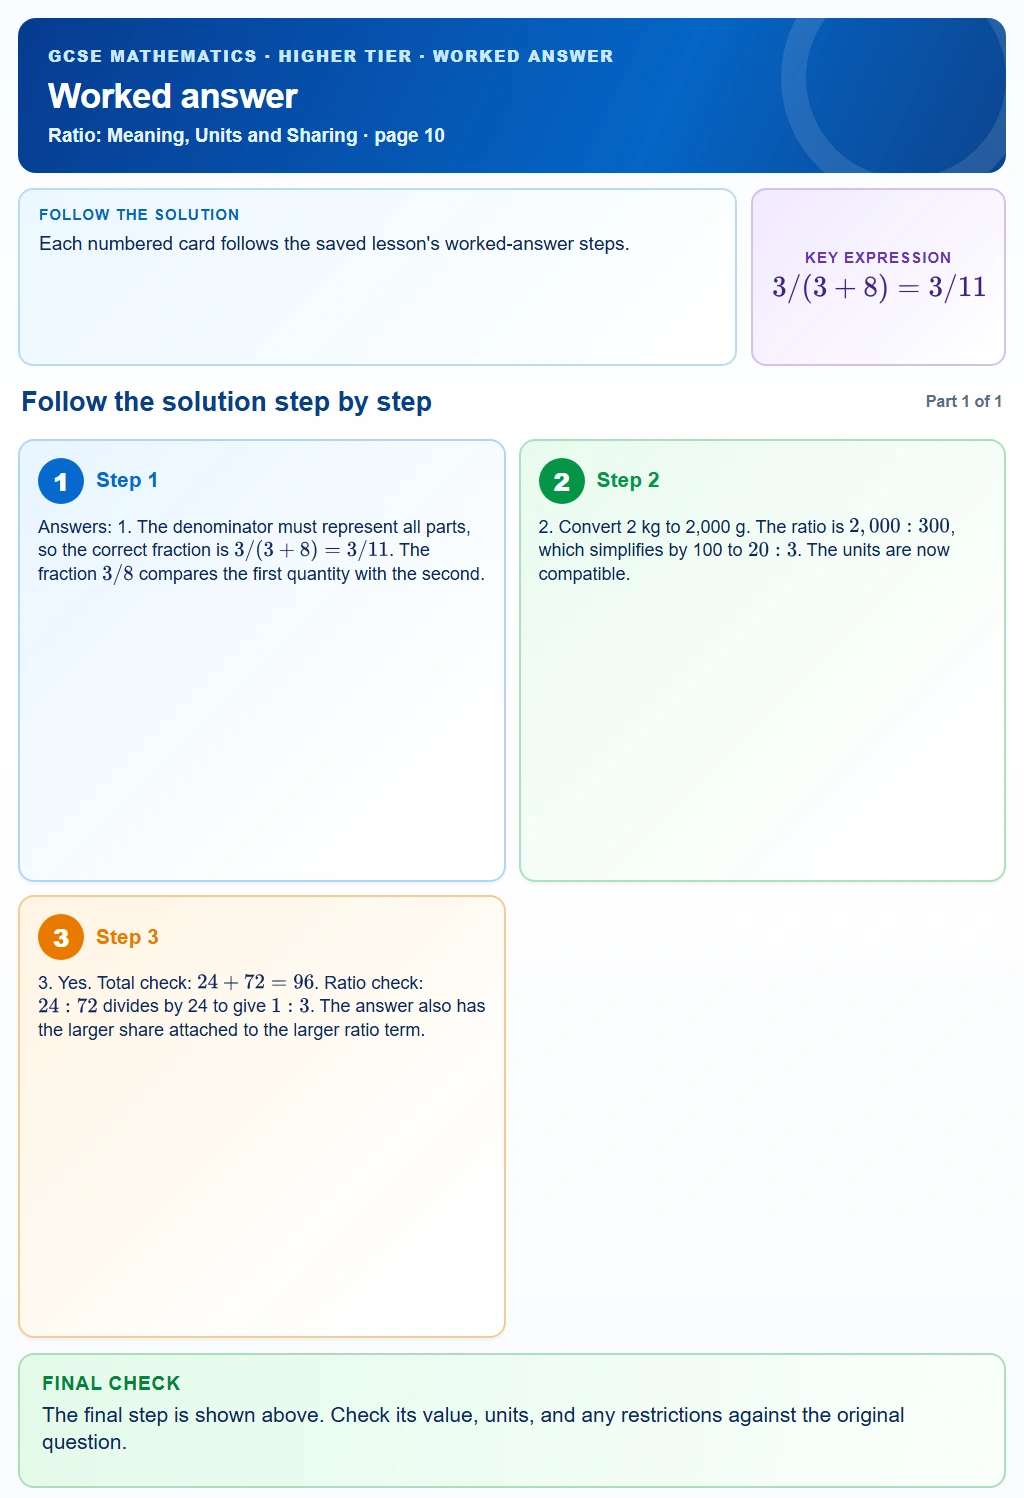 GCSE MATHEMATICS · HIGHER TIER · WORKED ANSWER
Worked answer
Ratio: Meaning, Units and Sharing · page 10
FOLLOW THE SOLUTION
Each numbered card follows the saved lesson's worked-answer steps.
KEY EXPRESSION
3/(3 + 8) = 3/11
Follow the solution step by step
Part 1 of 1
1 Step 1
Answers: 1. The denominator must represent all parts,
so the correct fraction is 3/(3 + 8) = 3/11. The
fraction 3/8 compares the first quantity with the second.
2 Step 2
2. Convert 2 kg to 2,000 g. The ratio is 2, 000 : 300,
which simplifies by 100 to 20 : 3. The units are now
compatible.
3 Step 3
3. Yes. Total check: 24 + 72 = 96. Ratio check:
24 : 72 divides by 24 to give 1 : 3. The answer also has
the larger share attached to the larger ratio term.
FINAL CHECK
The final step is shown above. Check its value, units, and any restrictions against the original
question.